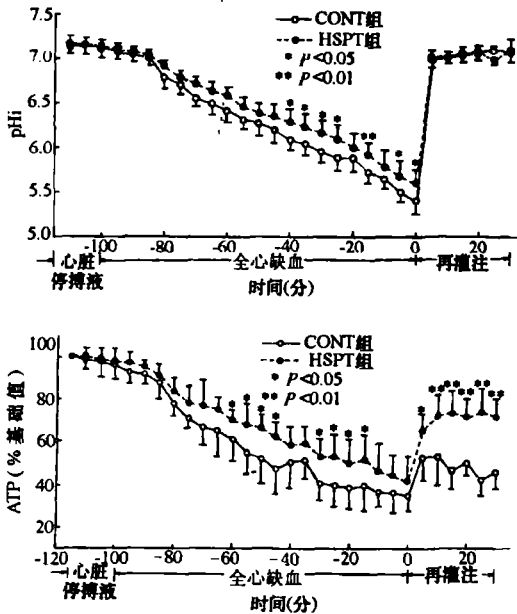 CONT组
HSPT组
* P<0.05
** P<0.01
7.0
6.5
6.0
5.5
5.0
pHi
-100 -80 -60 -40 -20 0 20
心脏停搏液 全心缺血 再灌注
时间(分)
CONT组
HSPT组
* P<0.05
** P<0.01
100
80
60
40
20
ATP(%基础值)
-120 -100 -80 -60 -40 -20 0 20
心脏停搏液 全心缺血 再灌注
时间(分)